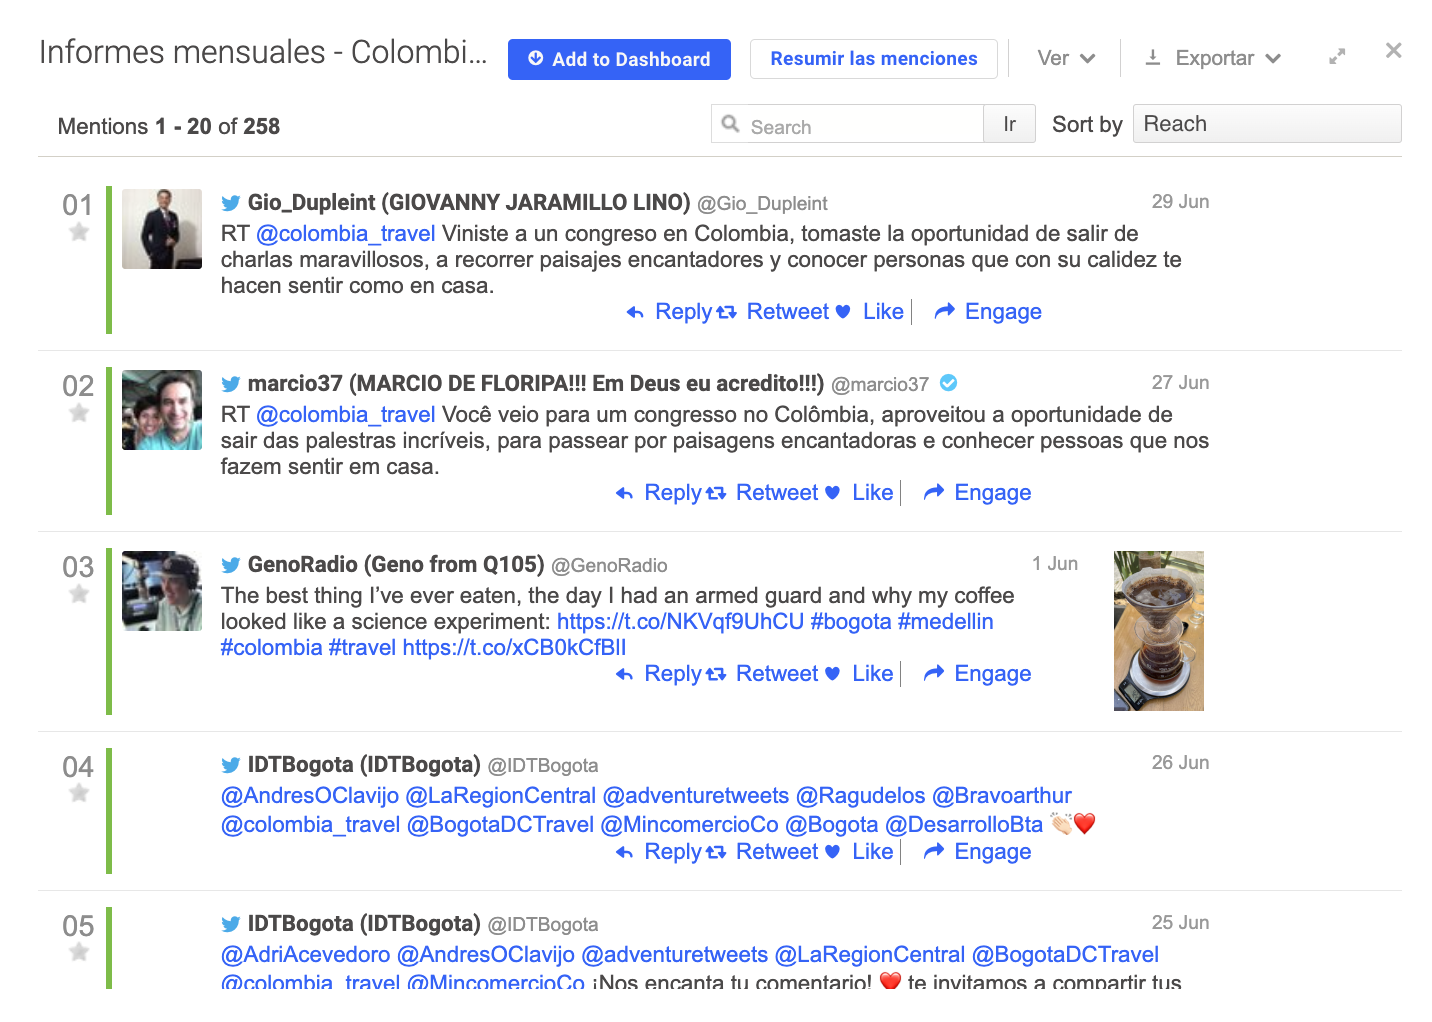 Informes mensuales - Colombi...
Add to Dashboard
Resumir las menciones
Ver
Exportar
Mentions 1 - 20 of 258
Search
Ir
Sort by
Reach
01
Gio_Dupleint (GIOVANNY JARAMILLO LINO) @Gio_Dupleint
29 Jun
RT @colombia_travel Viniste a un congreso en Colombia, tomaste la oportunidad de salir de
charlas maravillosos, a recorrer paisajes encantadores y conocer personas que con su calidez te
hacen sentir como en casa.
Reply Retweet Like Engage
02
marcio37 (MARCIO DE FLORIPA!!! Em Deus eu acredito!!!) @marcio37
27 Jun
RT @colombia_travel Você veio para um congresso no Colômbia, aproveitou a oportunidade de
sair das palestras incríveis, para passear por paisagens encantadoras e conhecer pessoas que nos
fazem sentir em casa.
Reply Retweet Like Engage
03
GenoRadio (Geno from Q105) @GenoRadio
1 Jun
The best thing I’ve ever eaten, the day I had an armed guard and why my coffee
looked like a science experiment: https://t.co/NKVqf9UhCU #bogota #medellin
#colombia #travel https://t.co/xCB0kCfBlI
Reply Retweet Like Engage
04
IDTBogota (IDTBogota) @IDTBogota
26 Jun
@AndresOClavijo @LaRegionCentral @adventuretweets @Ragudelos @Bravoarthur
@colombia_travel @BogotaDCTravel @MincomercioCo @Bogota @DesarrolloBta 👏🏻❤️
Reply Retweet Like Engage
05
IDTBogota (IDTBogota) @IDTBogota
25 Jun
@AdriAcevedoro @AndresOClavijo @adventuretweets @LaRegionCentral @BogotaDCTravel
@colombia_travel @MincomercioCo ¡Nos encanta tu comentario! ❤️ te invitamos a compartir tus